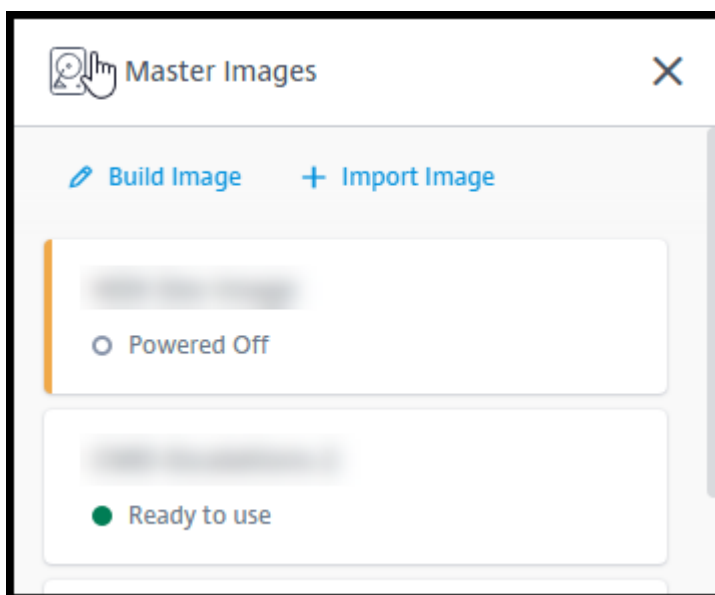 Master Images
Build Image
Import Image
Powered Off
Ready to use